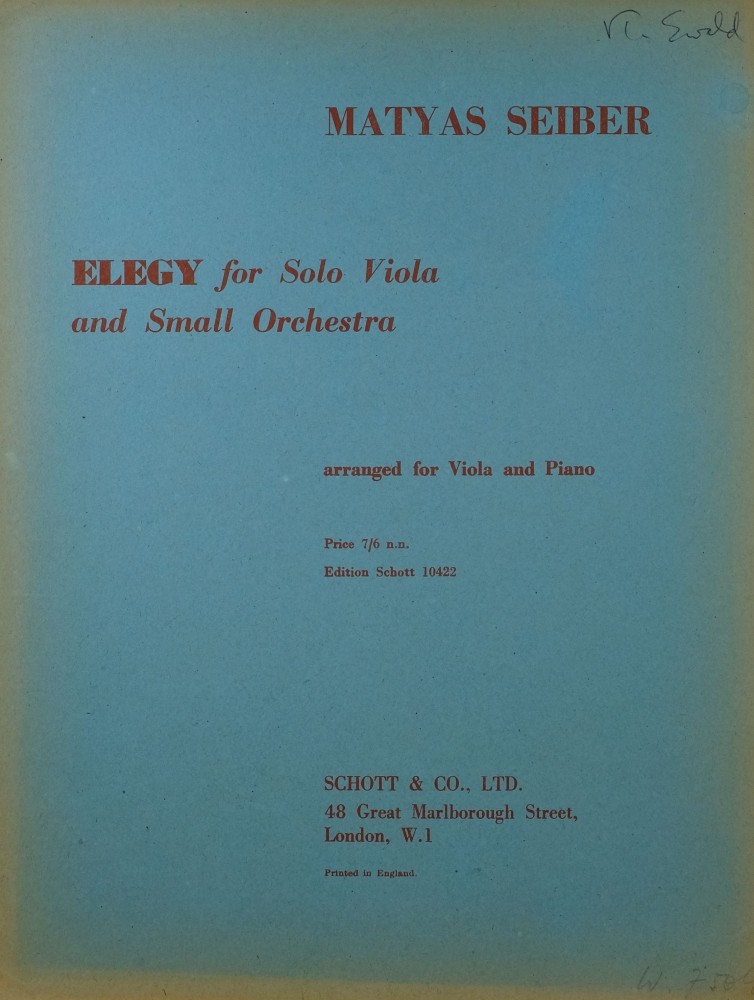 MATYAS SEIBER
ELEGY for Solo Viola
and Small Orchestra
arranged for Viola and Piano
Price 7/6 n.n.
Edition Schott 10422
SCHOTT & CO., LTD.
48 Great Marlborough Street,
London, W.1
Printed in England.